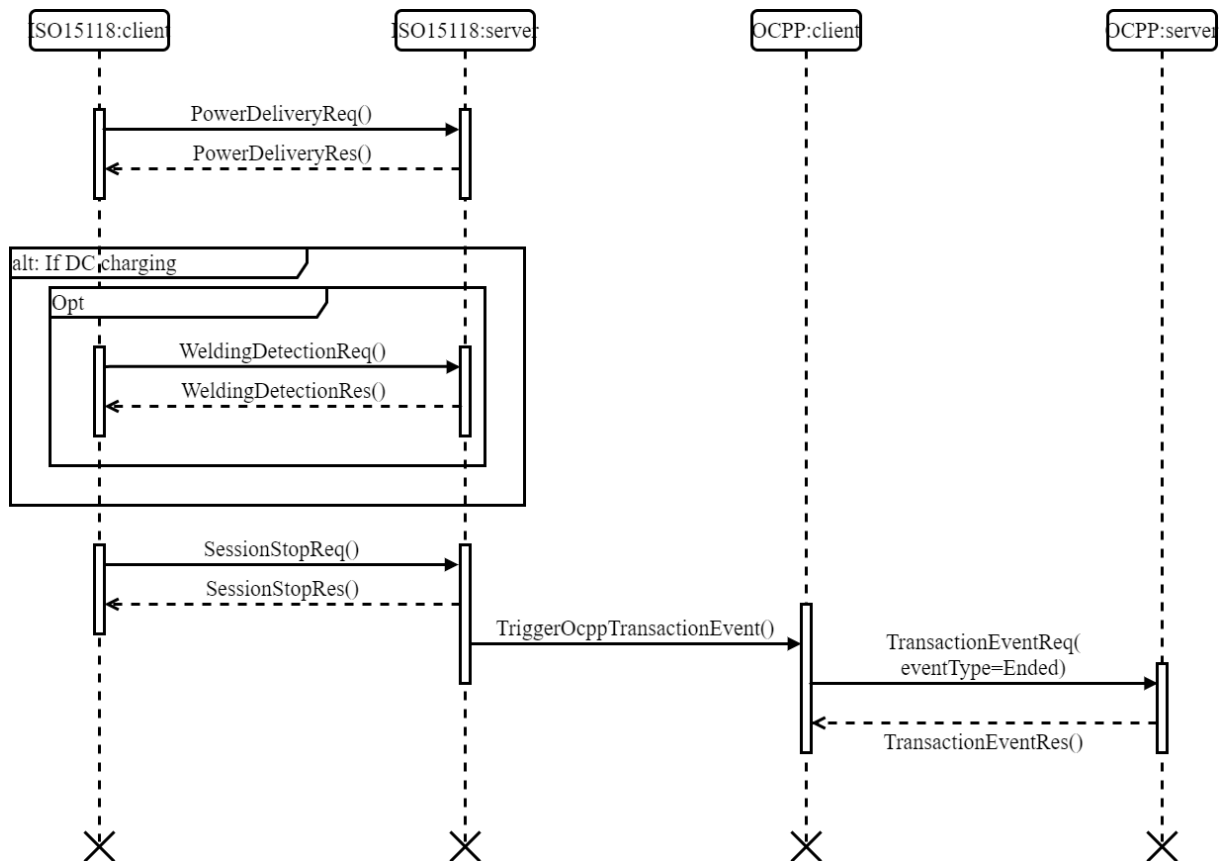 ISO15118:client
ISO15118:server
OCPP:client
OCPP:server
PowerDeliveryReq()
PowerDeliveryRes()
alt: If DC charging
Opt
WeldingDetectionReq()
WeldingDetectionRes()
SessionStopReq()
SessionStopRes()
TriggerOcppTransactionEvent()
TransactionEventReq(
eventType=Ended)
TransactionEventRes()